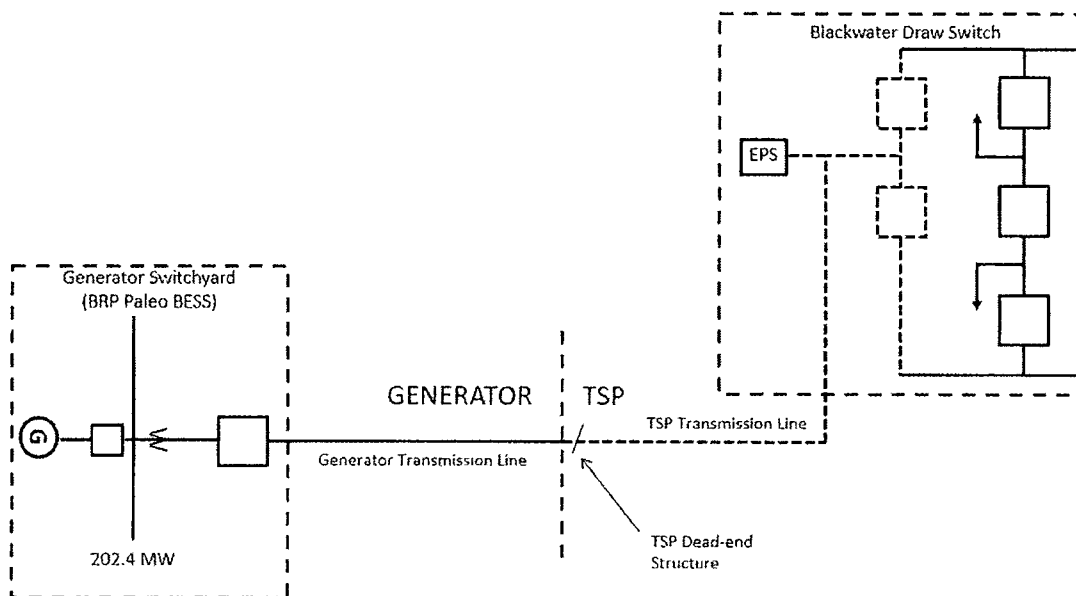 Blackwater Draw Switch
EPS
Generator Switchyard
(BRP Paleo BESS)
GENERATOR
TSP
TSP Transmission Line
G
Generator Transmission Line
TSP Dead-end
Structure
202.4 MW